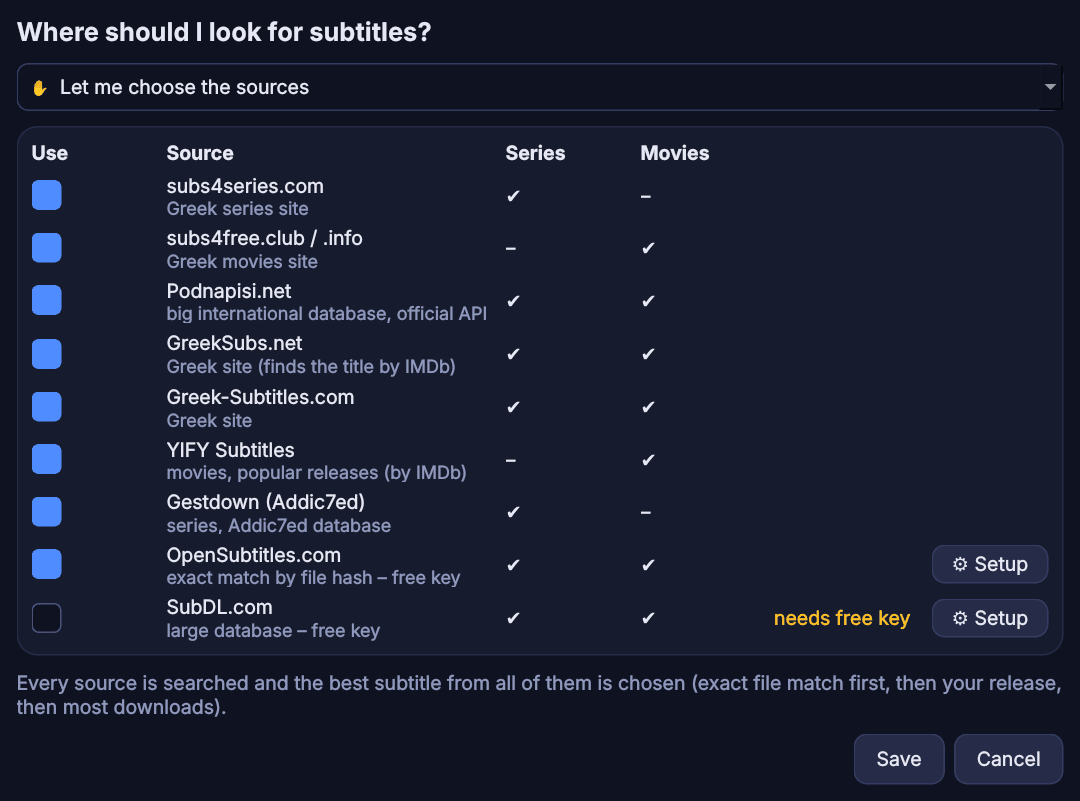 Where should I look for subtitles?
✋ Let me choose the sources
Use Source Series Movies
subs4series.com
Greek series site
✔ –
subs4free.club / .info
Greek movies site
– ✔
Podnapisi.net
big international database, official API
✔ ✔
GreekSubs.net
Greek site (finds the title by IMDb)
✔ ✔
Greek-Subtitles.com
Greek site
✔ ✔
YIFY Subtitles
movies, popular releases (by IMDb)
– ✔
Gestdown (Addic7ed)
series, Addic7ed database
✔ –
OpenSubtitles.com
exact match by file hash – free key
✔ ✔ ⚙ Setup
SubDL.com
large database – free key
✔ ✔ needs free key ⚙ Setup
Every source is searched and the best subtitle from all of them is chosen (exact file match first, then your release,
then most downloads).
Save Cancel